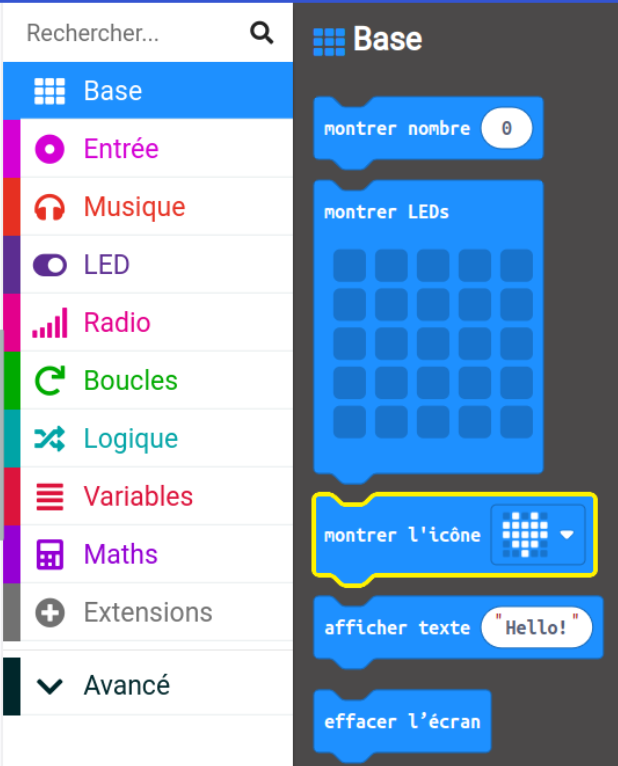 Rechercher...
Base
Entrée
Musique
LED
Radio
Boucles
Logique
Variables
Maths
Extensions
Avancé
Base
montrer nombre 0
montrer LEDs
montrer l'icône
afficher texte "Hello!"
effacer l’écran